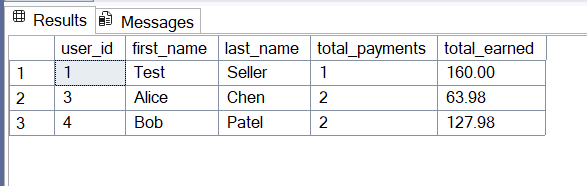 Results Messages
user_id first_name last_name total_payments total_earned
1 1 Test Seller 1 160.00
2 3 Alice Chen 2 63.98
3 4 Bob Patel 2 127.98